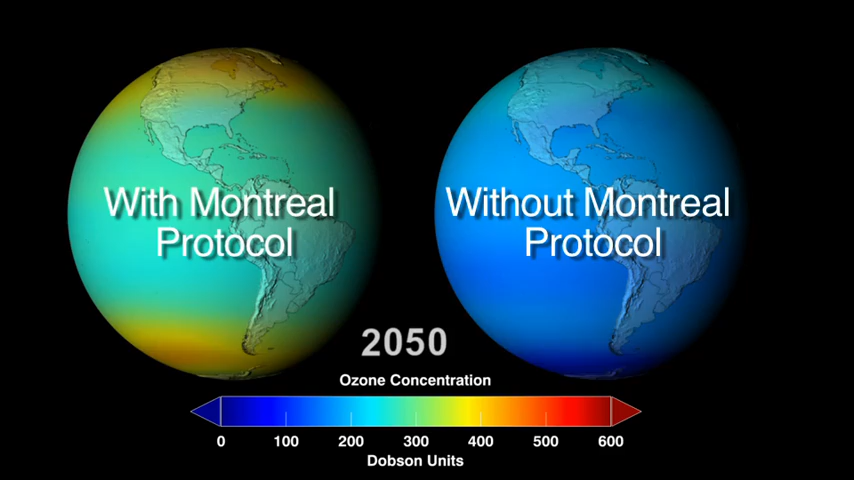 With Montreal
Protocol
Without Montreal
Protocol
2050
Ozone Concentration
0 100 200 300 400 500 600
Dobson Units